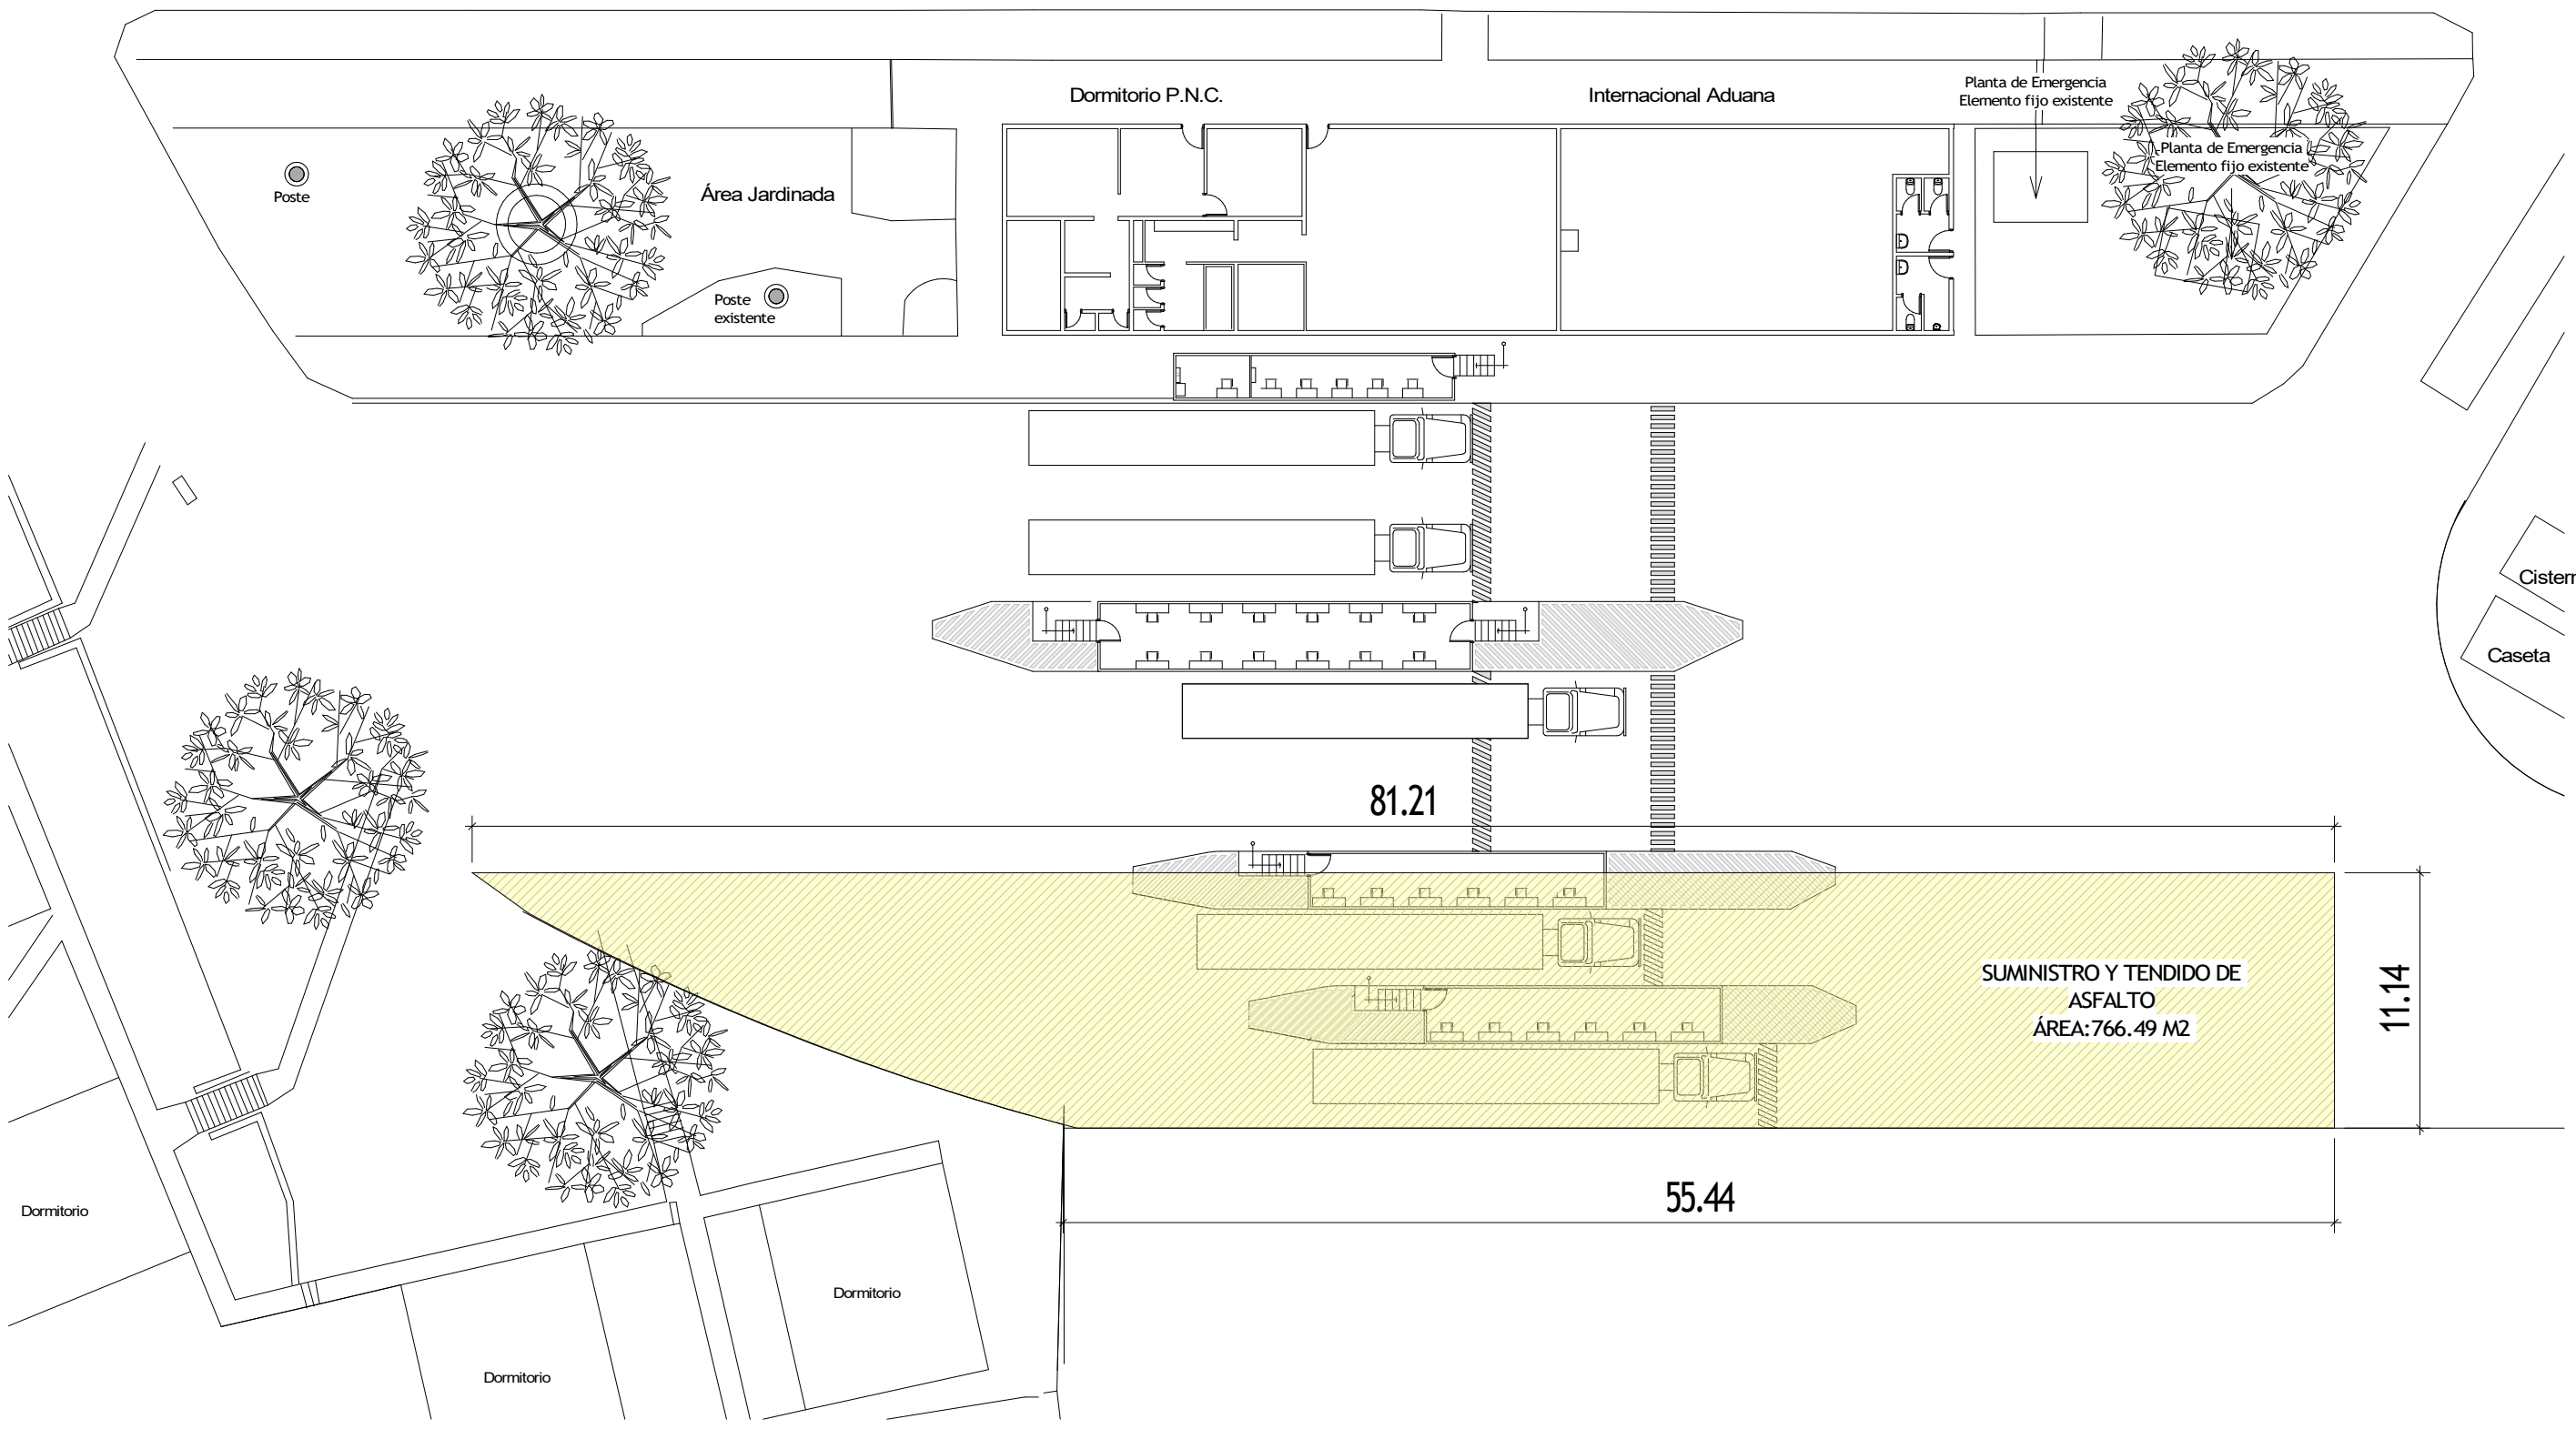 Dormitorio P.N.C.
Internacional Aduana
Planta de Emergencia
Elemento fijo existente
Planta de Emergencia
Elemento fijo existente
Poste
Área Jardinada
Poste
existente
Cistern
Caseta
81.21
SUMINISTRO Y TENDIDO DE
ASFALTO
ÁREA:766.49 M2
11.14
55.44
Dormitorio
Dormitorio
Dormitorio